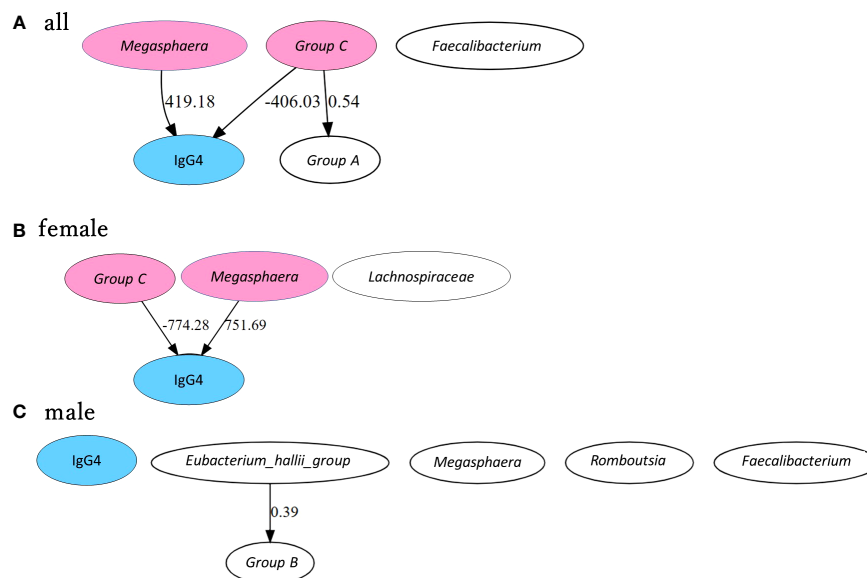 A all
Megasphaera Group C Faecalibacterium
419.18 -406.03 0.54
IgG4 Group A
B female
Group C Megasphaera Lachnospiraceae
-774.28 751.69
IgG4
C male
IgG4 Eubacterium_hallii_group Megasphaera Romboutsia Faecalibacterium
0.39
Group B